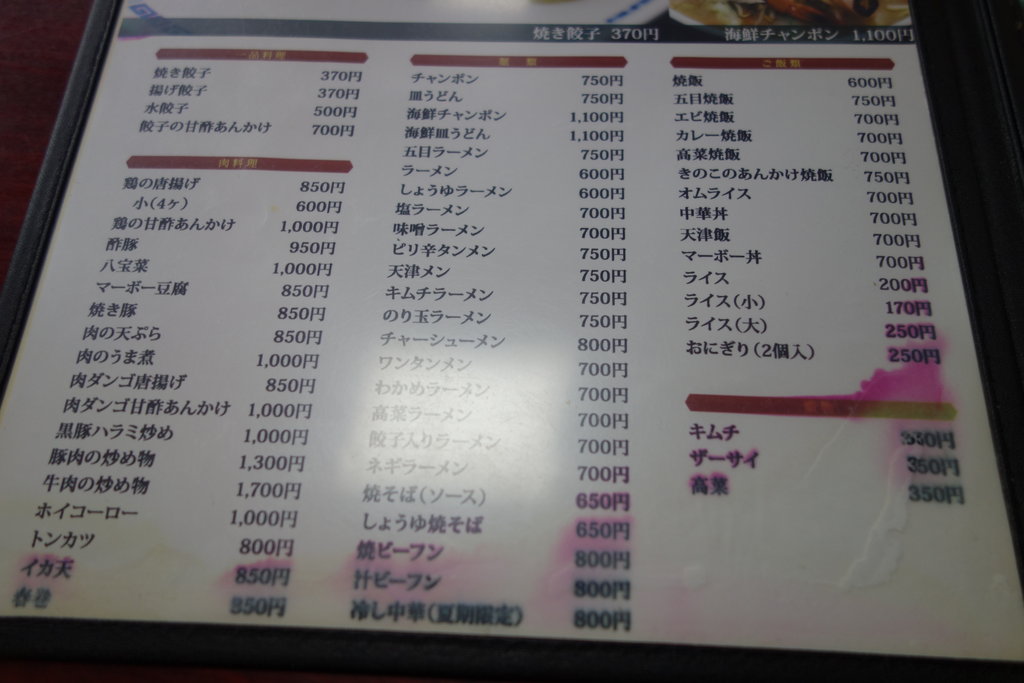 焼き餃子 370円
海鮮チャンポン 1,100円
一品料理
焼き餃子 370円
揚げ餃子 370円
水餃子 500円
餃子の甘酢あんかけ 700円
肉料理
鶏の唐揚げ 850円
小(4ヶ) 600円
鶏の甘酢あんかけ 1,000円
酢豚 950円
八宝菜 1,000円
マーボー豆腐 850円
焼き豚 850円
肉の天ぷら 850円
肉のうま煮 1,000円
肉ダンゴ唐揚げ 850円
肉ダンゴ甘酢あんかけ 1,000円
黒豚ハラミ炒め 1,000円
豚肉の炒め物 1,300円
牛肉の炒め物 1,700円
ホイコーロー 1,000円
トンカツ 800円
イカ天 850円
春巻 350円
麺類
チャンポン 750円
皿うどん 750円
海鮮チャンポン 1,100円
海鮮皿うどん 1,100円
五目ラーメン 750円
ラーメン 600円
しょうゆラーメン 600円
塩ラーメン 700円
味噌ラーメン 700円
ピリ辛タンメン 750円
天津メン 750円
キムチラーメン 750円
のり玉ラーメン 750円
チャーシューメン 800円
ワンタンメン 700円
わかめラーメン 700円
高菜ラーメン 700円
餃子入りラーメン 700円
ネギラーメン 700円
焼そば(ソース) 650円
しょうゆ焼そば 650円
焼ビーフン 800円
汁ビーフン 800円
冷し中華(夏期限定) 800円
ご飯類
焼飯 600円
五目焼飯 750円
エビ焼飯 700円
カレー焼飯 700円
高菜焼飯 700円
きのこのあんかけ焼飯 750円
オムライス 700円
中華丼 700円
天津飯 700円
マーボー丼 700円
ライス 200円
ライス(小) 170円
ライス(大) 250円
おにぎり(2個入) 250円
キムチ 350円
ザーサイ 350円
高菜 350円